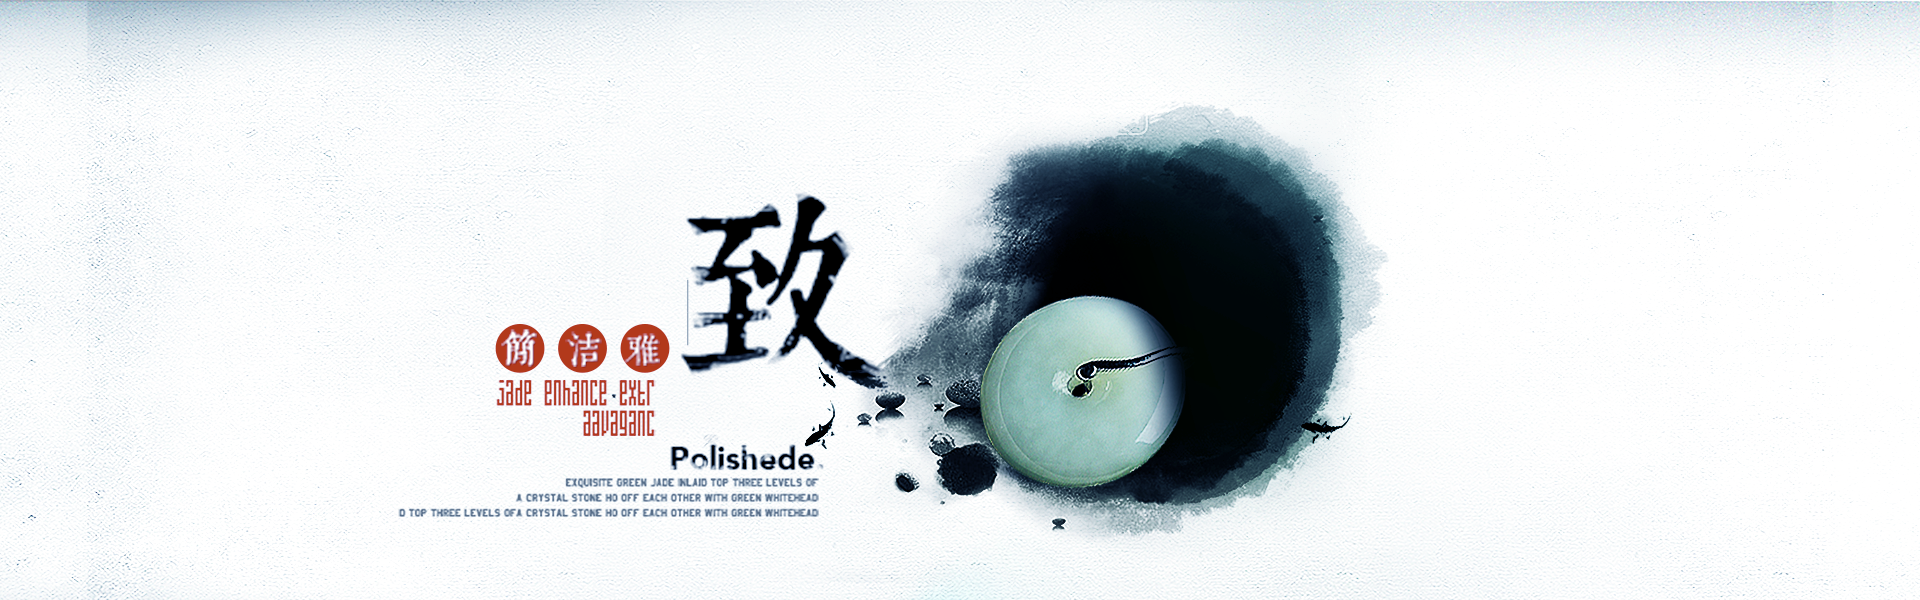 致
簡 洁 雅
jade enhance·extr
aavaganc
Polishede.
EXQUISITE GREEN JADE INLAID TOP THREE LEVELS OF
A CRYSTAL STONE HO OFF EACH OTHER WITH GREEN WHITEHEAD
D TOP THREE LEVELS OFA CRYSTAL STONE HO OFF EACH OTHER WITH GREEN WHITEHEAD